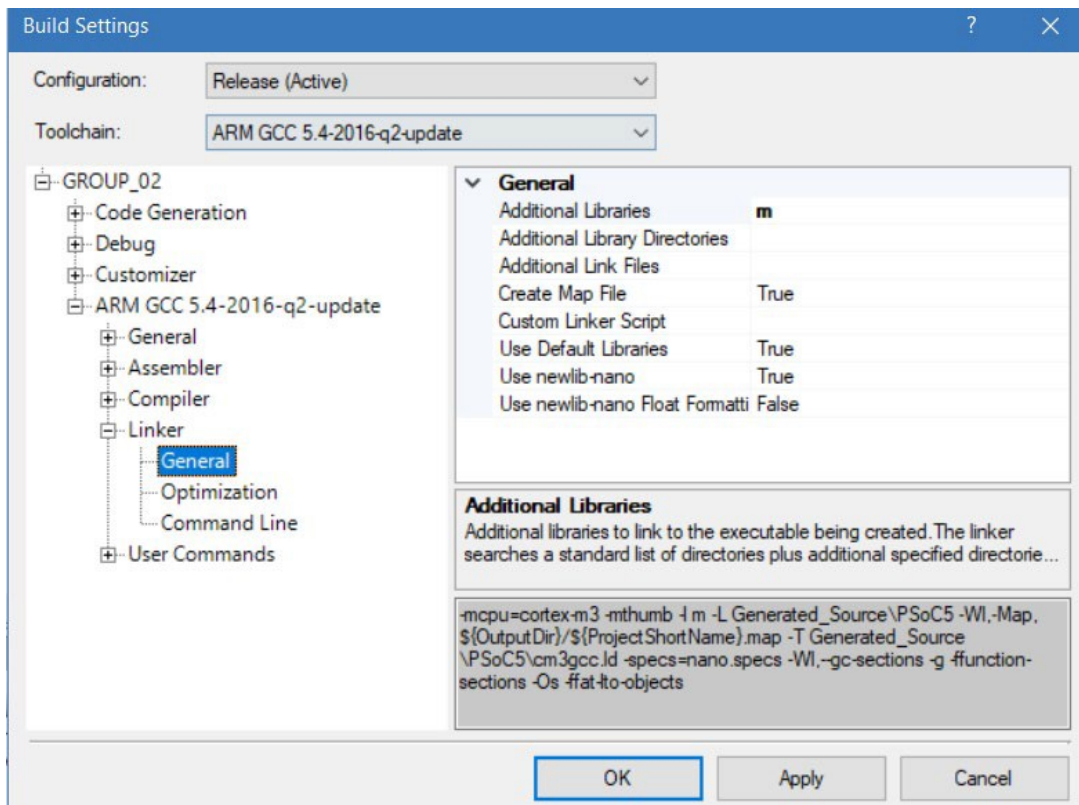 Build Settings
?
Configuration:
Release (Active)
Toolchain:
ARM GCC 5.4-2016-q2-update
GROUP_02
Code Generation
Debug
Customizer
ARM GCC 5.4-2016-q2-update
General
Assembler
Compiler
Linker
General
Optimization
Command Line
User Commands
General
Additional Libraries m
Additional Library Directories
Additional Link Files
Create Map File True
Custom Linker Script
Use Default Libraries True
Use newlib-nano True
Use newlib-nano Float Formatti False
Additional Libraries
Additional libraries to link to the executable being created.The linker
searches a standard list of directories plus additional specified directorie...
-mcpu=cortex-m3 -mthumb -l m -L Generated_Source\PSoC5 -Wl,-Map,
${OutputDir}/${ProjectShortName}.map -T Generated_Source
\PSoC5\cm3gcc.ld -specs=nano.specs -Wl,--gc-sections -g -ffunction-
sections -Os -ffat-lto-objects
OK
Apply
Cancel